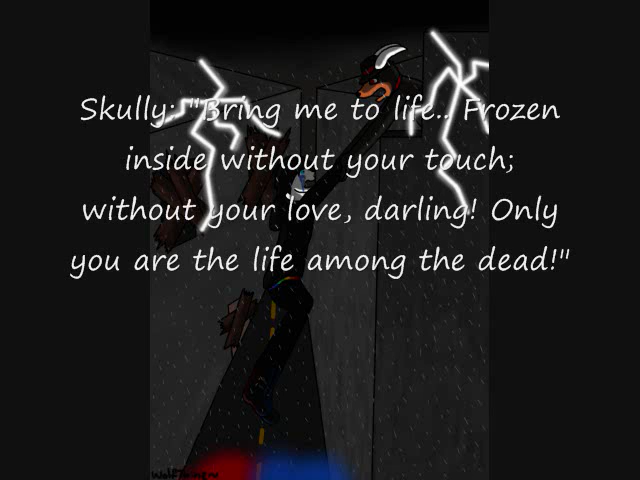 Skully: "Bring me to life.. Frozen
inside without your touch;
without your love, darling! Only
you are the life among the dead!"